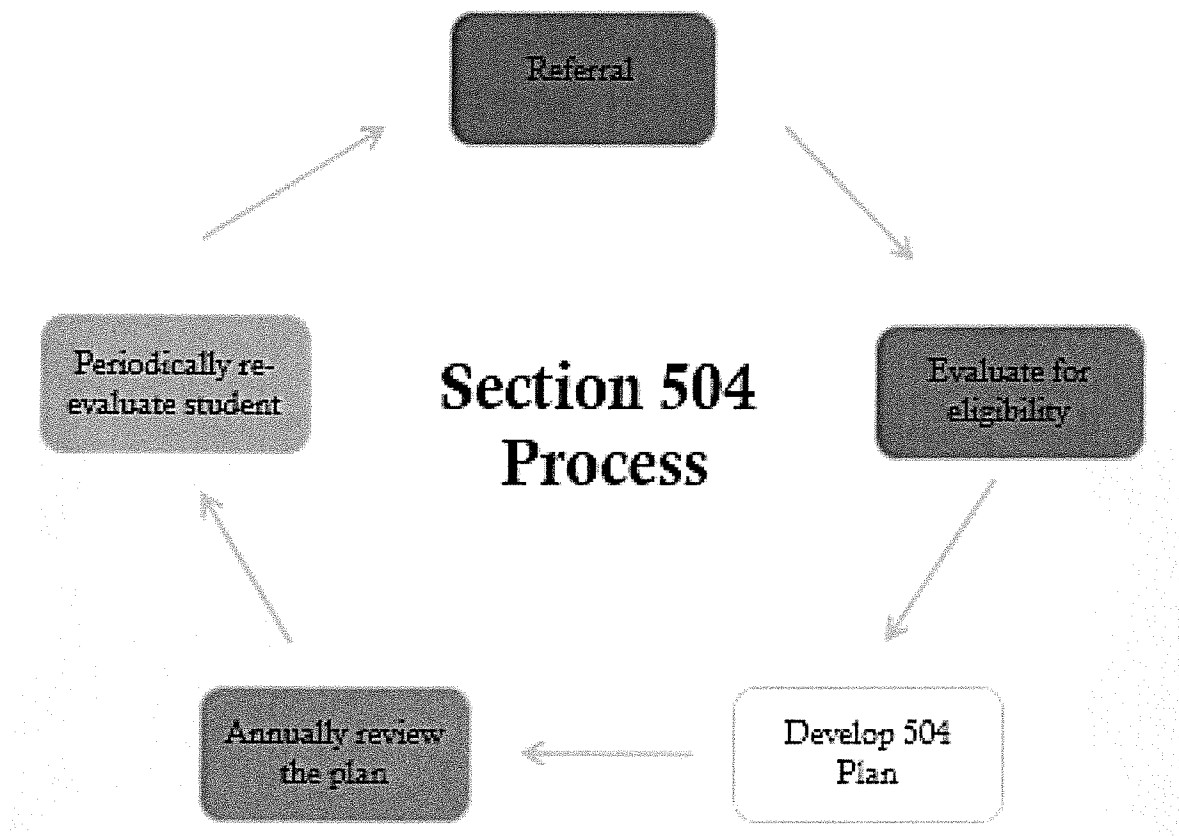 Referral
Evaluate for
eligibility
Develop 504
Plan
Annually review
the plan
Periodically re-
evaluate student
Section 504
Process